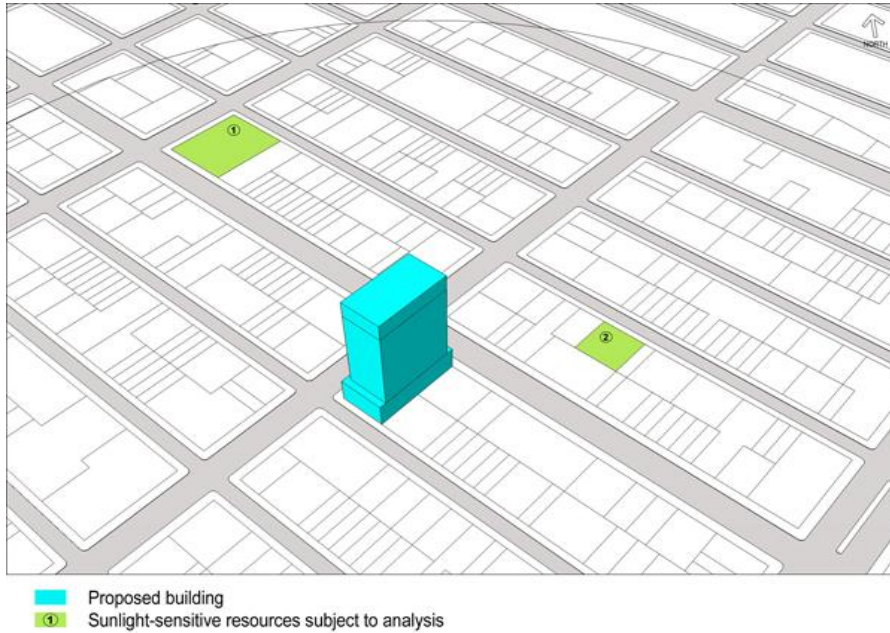 NORTH
①
②
Proposed building
① Sunlight-sensitive resources subject to analysis